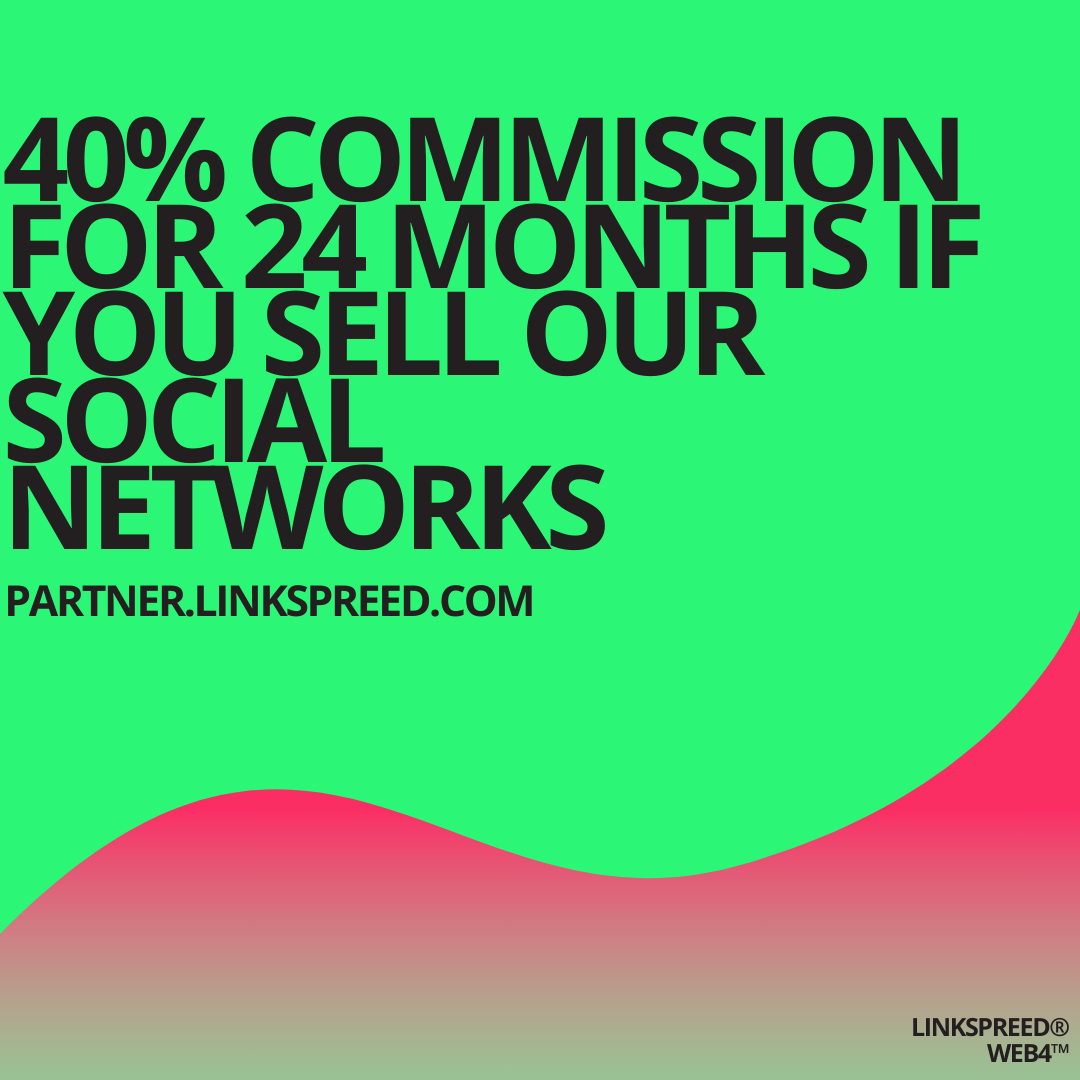 40% COMMISSION
FOR 24 MONTHS IF
YOU SELL OUR
SOCIAL
NETWORKS
PARTNER.LINKSPREED.COM
LINKSPREED®
WEB4™